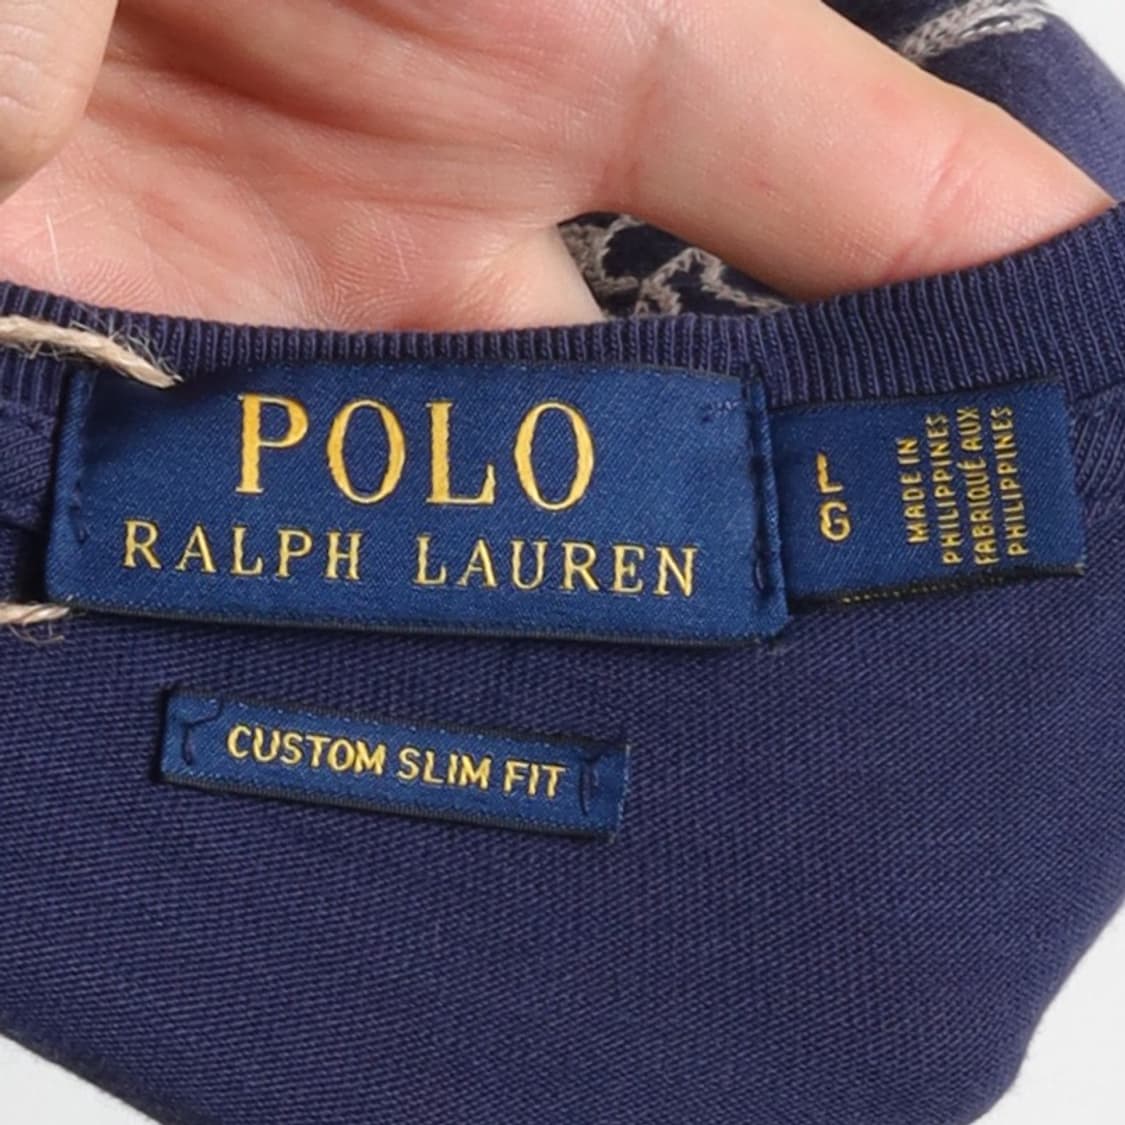 POLO
RALPH LAUREN
L
G
MADE IN
PHILIPPINES
FABRIQUÉ AUX
PHILIPPINES
CUSTOM SLIM FIT